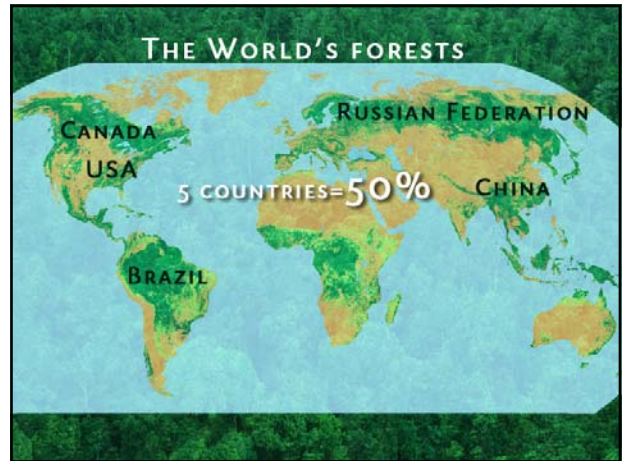 THE WORLD'S FORESTS
RUSSIAN FEDERATION
CANADA
USA
5 COUNTRIES=50%
CHINA
BRAZIL